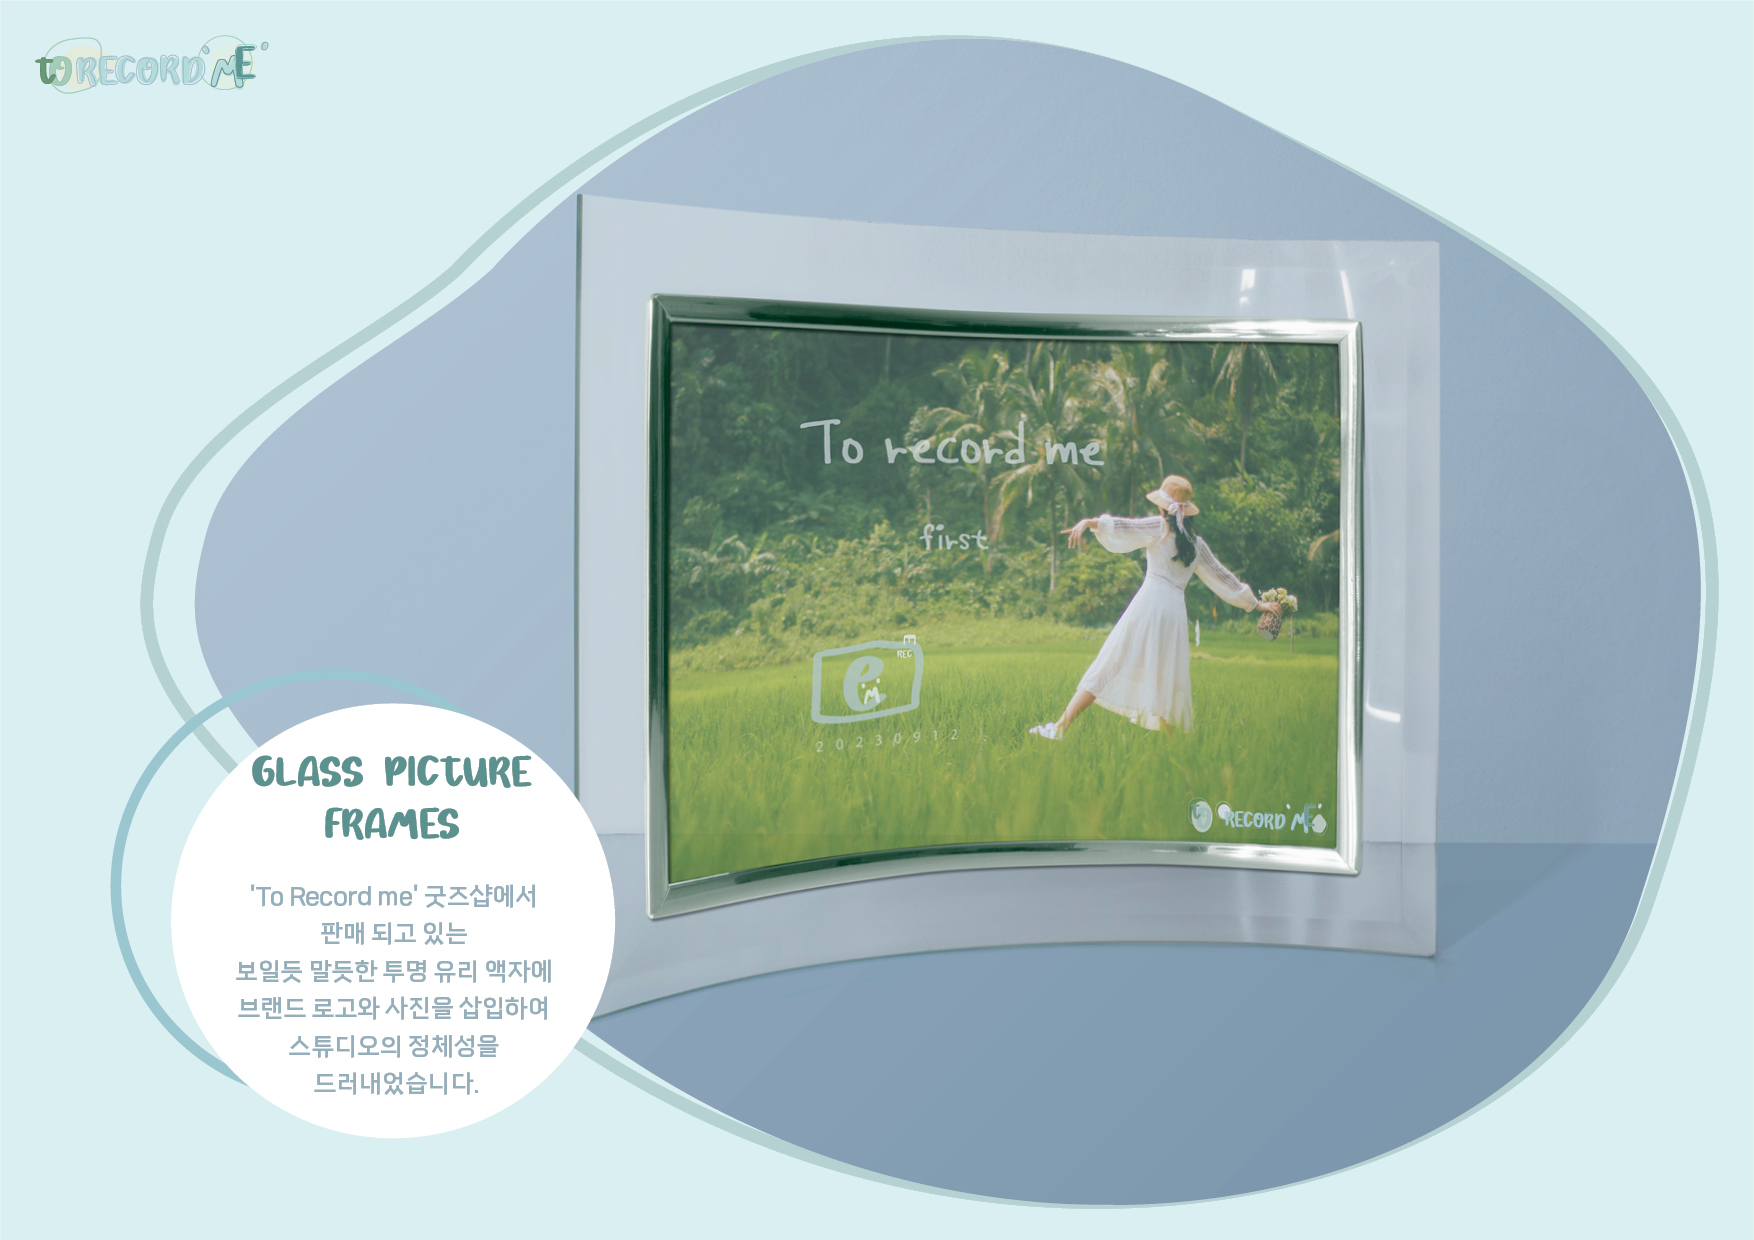 to RECORD ME
To record me
first
REC
e
M
20230912
to RECORD ME
GLASS PICTURE
FRAMES
'To Record me' 굿즈샵에서
판매 되고 있는
보일듯 말듯한 투명 유리 액자에
브랜드 로고와 사진을 삽입하여
스튜디오의 정체성을
드러내었습니다.